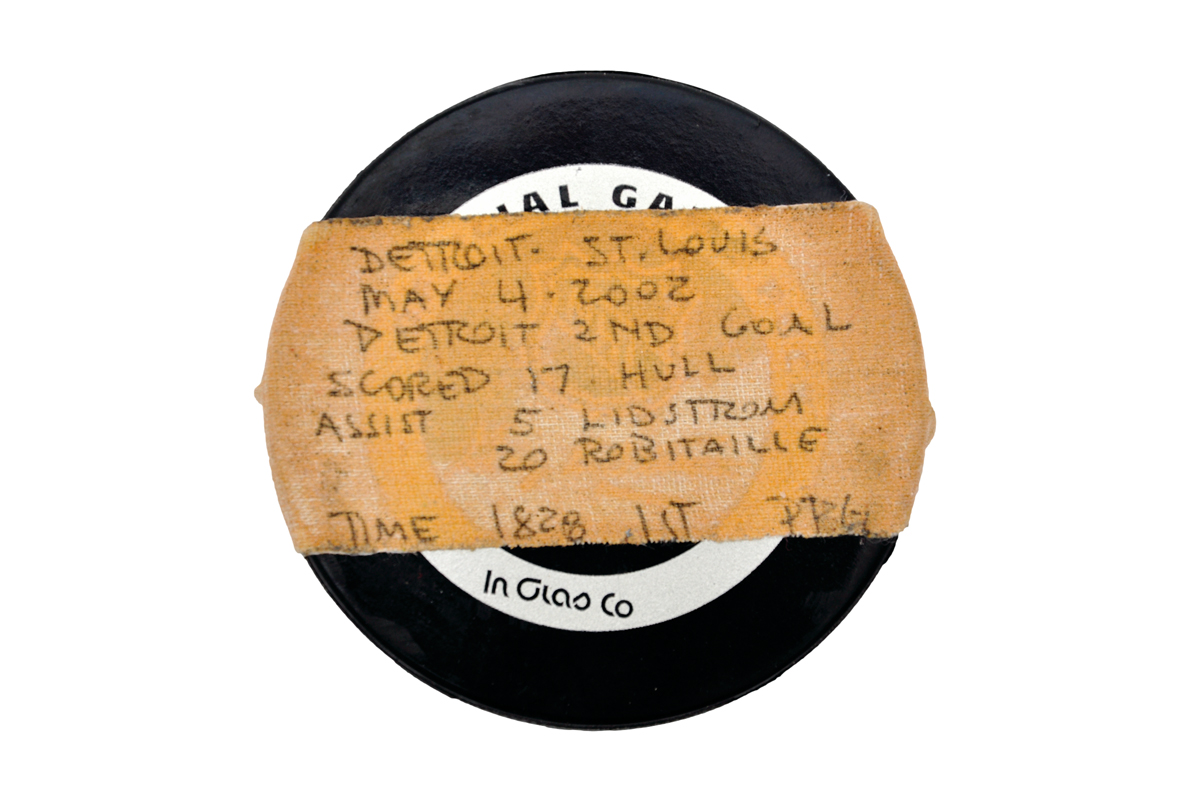 IAL GA
DETROIT - ST. LOUIS
MAY 4 - 2002
DETROIT 2ND GOAL
SCORED 17 HULL
ASSIST 5 LIDSTROM
20 ROBITAILLE
TIME 1828 1ST PPG
In Glas Co